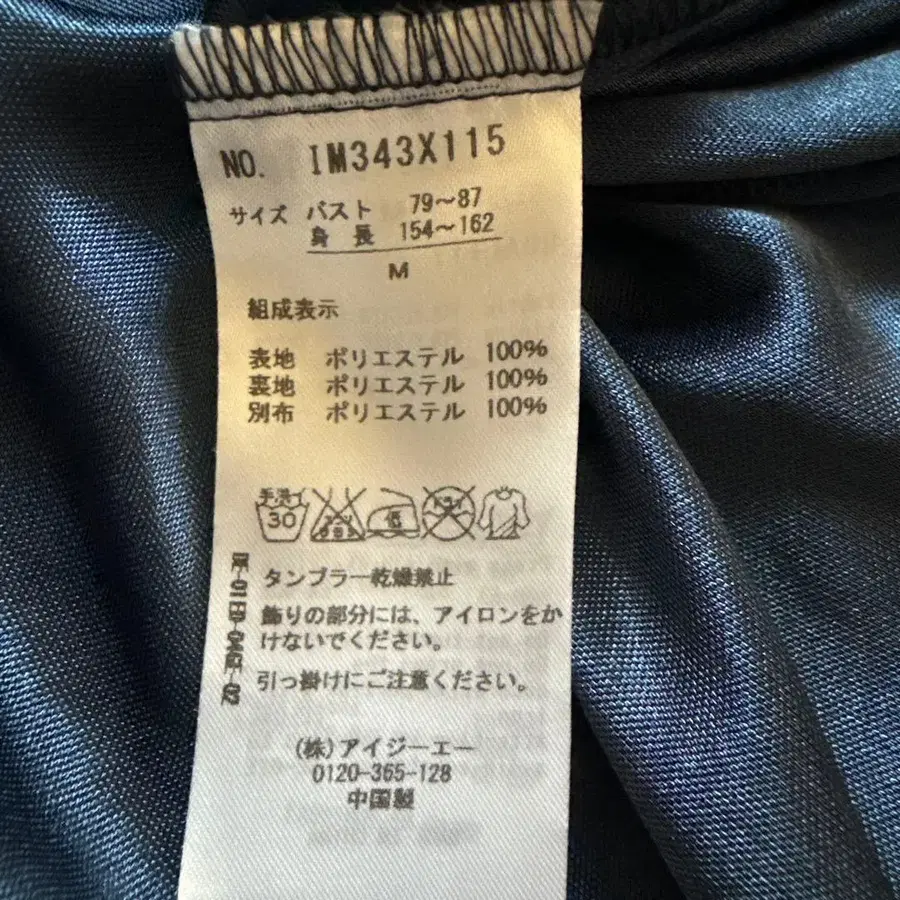 NO. IM343X115
サイズ バスト 79～87
身長 154～162
M
組成表示
表地 ポリエステル 100%
裏地 ポリエステル 100%
別布 ポリエステル 100%
手洗イ 30 低
タンブラー乾燥禁止
飾りの部分には、アイロンをか
けないでください。
引っ掛けにご注意ください。
(株)アイジーエー
0120-365-128
中国製